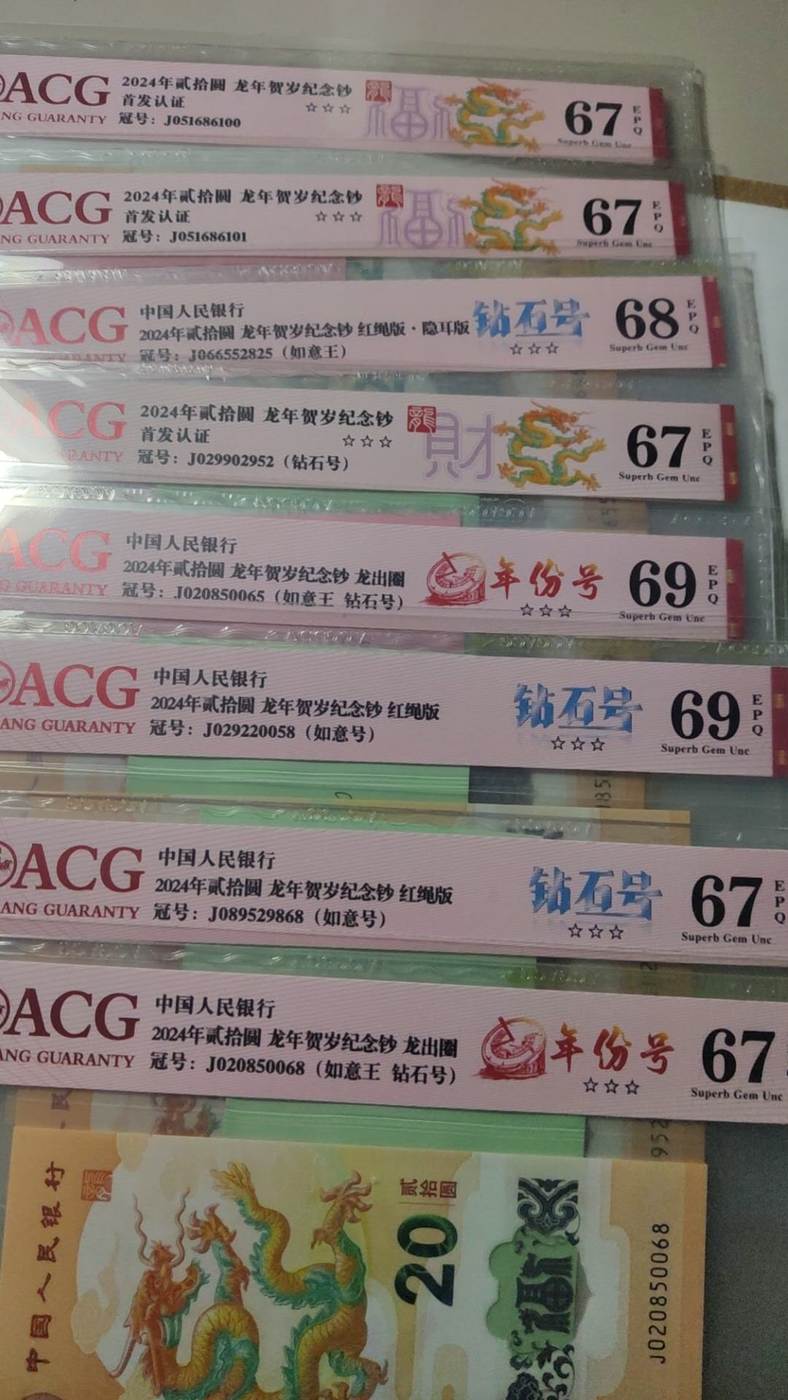 ACG
NG GUARANTY
2024年贰拾圆 龙年贺岁纪念钞
首发认证
☆☆☆
冠号：J051686100
龍
福
67
EPQ
Superb Gem Unc
ACG
NG GUARANTY
2024年贰拾圆 龙年贺岁纪念钞
首发认证
☆☆☆
冠号：J051686101
龍
福
67
EPQ
Superb Gem Unc
ACG
GUARANTY
中国人民银行
2024年贰拾圆 龙年贺岁纪念钞 红绳版·隐耳版
冠号：J066552825（如意王）
钻石号
☆☆☆
68
EPQ
Superb Gem Unc
ACG
RANTY
2024年贰拾圆 龙年贺岁纪念钞
首发认证
☆☆☆
冠号：J029902952（钻石号）
龍
財
67
EPQ
Superb Gem Unc
ACG
G GUARANTY
中国人民银行
2024年贰拾圆 龙年贺岁纪念钞 龙出圈
冠号：J020850065（如意王 钻石号）
年份号
☆☆☆
69
EPQ
Superb Gem Unc
ACG
ANG GUARANTY
中国人民银行
2024年贰拾圆 龙年贺岁纪念钞 红绳版
冠号：J029220058（如意号）
钻石号
☆☆☆
69
EPQ
Superb Gem Unc
ACG
ANG GUARANTY
中国人民银行
2024年贰拾圆 龙年贺岁纪念钞 红绳版
冠号：J089529868（如意号）
钻石号
☆☆☆
67
EPQ
Superb Gem Unc
ACG
ANG GUARANTY
中国人民银行
2024年贰拾圆 龙年贺岁纪念钞 龙出圈
冠号：J020850068（如意王 钻石号）
年份号
☆☆☆
67
Superb Gem Unc
952
中国人民银行
贰拾圆
20
福
J020850068